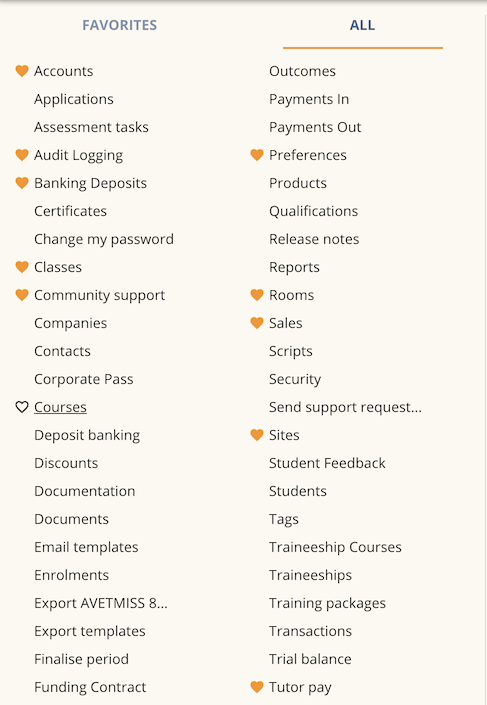 FAVORITES
ALL
Accounts
Applications
Assessment tasks
Audit Logging
Banking Deposits
Certificates
Change my password
Classes
Community support
Companies
Contacts
Corporate Pass
Courses
Deposit banking
Discounts
Documentation
Documents
Email templates
Enrolments
Export AVETMISS 8...
Export templates
Finalise period
Funding Contract
Outcomes
Payments In
Payments Out
Preferences
Products
Qualifications
Release notes
Reports
Rooms
Sales
Scripts
Security
Send support request...
Sites
Student Feedback
Students
Tags
Traineeship Courses
Traineeships
Training packages
Transactions
Trial balance
Tutor pay